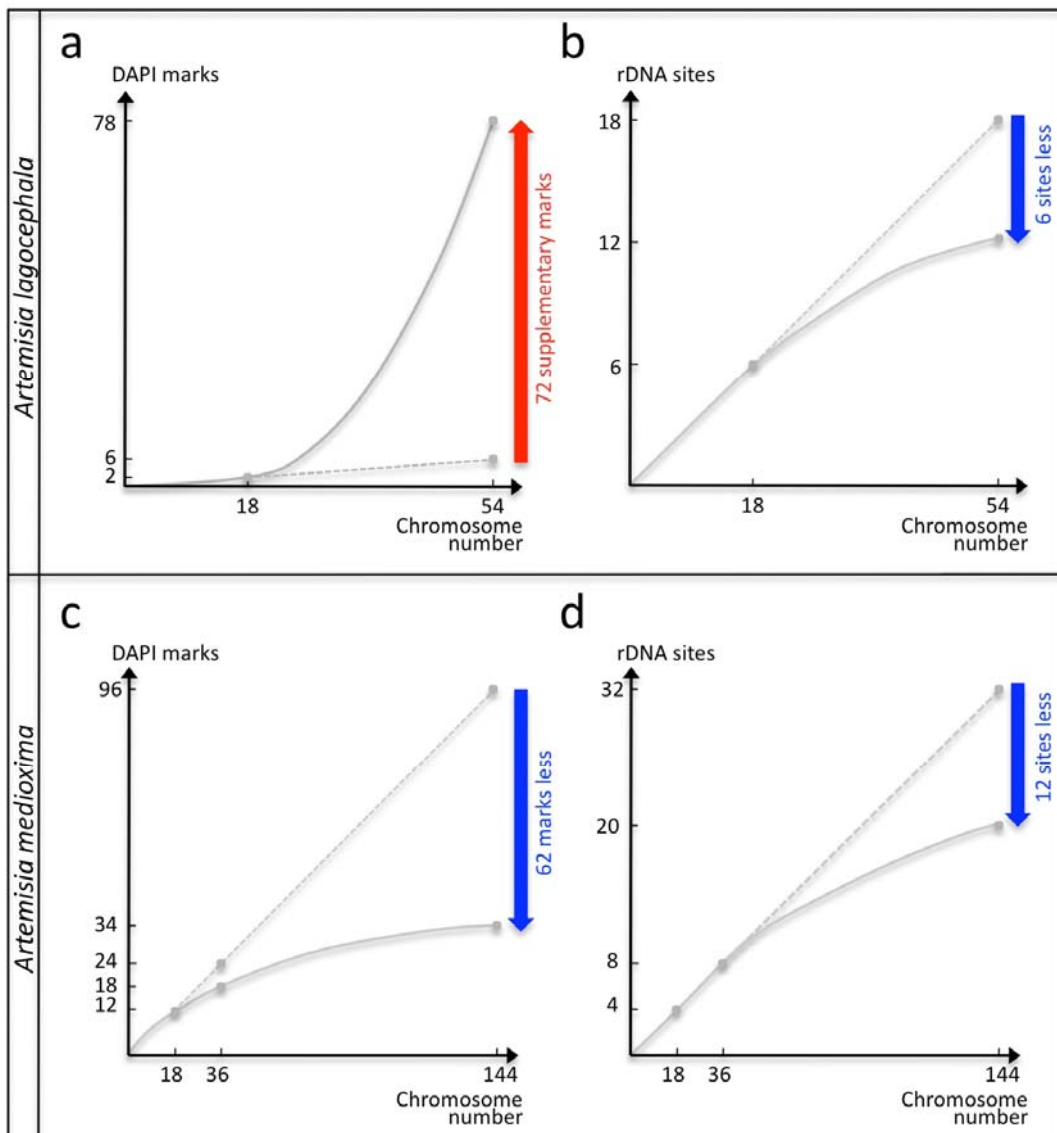 Artemisia lagocephala
a
DAPI marks
78
6
2
18
54
Chromosome
number
72 supplementary marks
b
rDNA sites
18
12
6
18
54
Chromosome
number
6 sites less
Artemisia medioxima
c
DAPI marks
96
34
24
18
12
18
36
144
Chromosome
number
62 marks less
d
rDNA sites
32
20
8
4
18
36
144
Chromosome
number
12 sites less